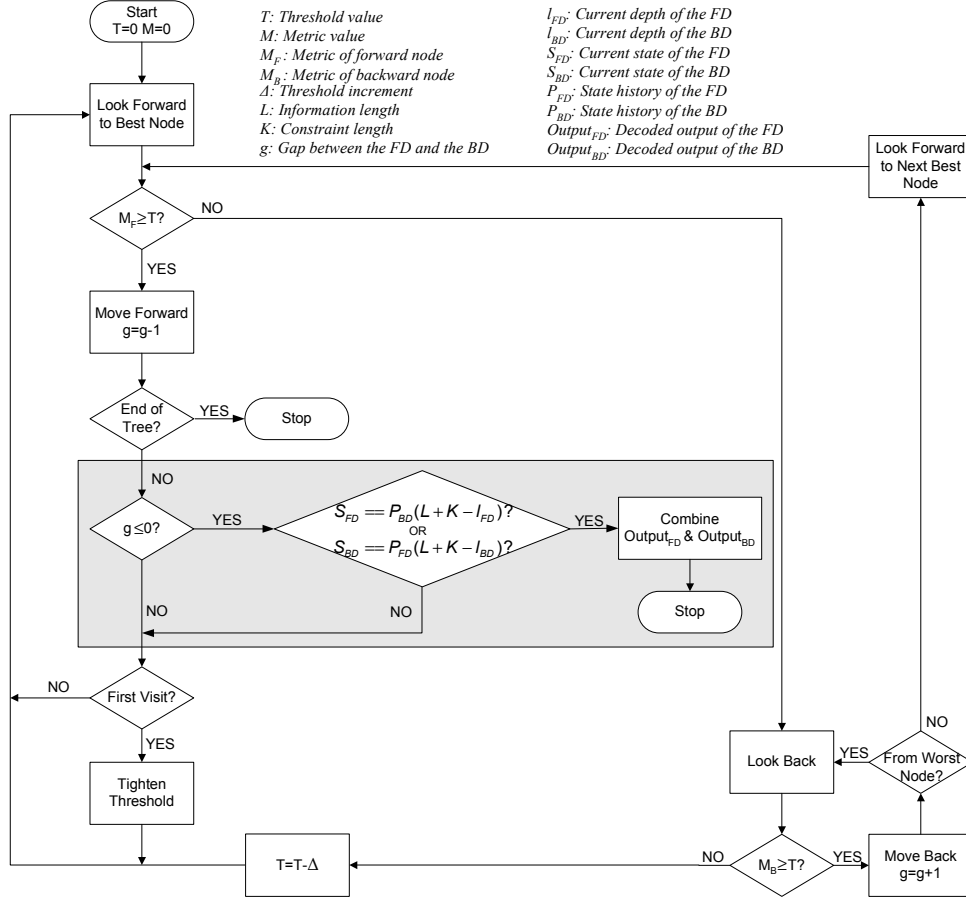 Start
T=0 M=0
T: Threshold value
M: Metric value
M_F: Metric of forward node
M_B: Metric of backward node
Δ: Threshold increment
L: Information length
K: Constraint length
g: Gap between the FD and the BD
l_FD: Current depth of the FD
l_BD: Current depth of the BD
S_FD: Current state of the FD
S_BD: Current state of the BD
P_FD: State history of the FD
P_BD: State history of the BD
Output_FD: Decoded output of the FD
Output_BD: Decoded output of the BD
Look Forward
to Best Node
Look Forward
to Next Best
Node
M_F≥T?
NO
YES
Move Forward
g=g-1
End of
Tree?
YES
Stop
NO
g≤0?
YES
S_FD == P_BD(L+K-l_FD)?
OR
S_BD == P_FD(L+K-l_BD)?
YES
Combine
Output_FD & Output_BD
Stop
NO
NO
First Visit?
NO
YES
Tighten
Threshold
T=T-Δ
Look Back
YES
From Worst
Node?
NO
M_B≥T?
NO
YES
Move Back
g=g+1